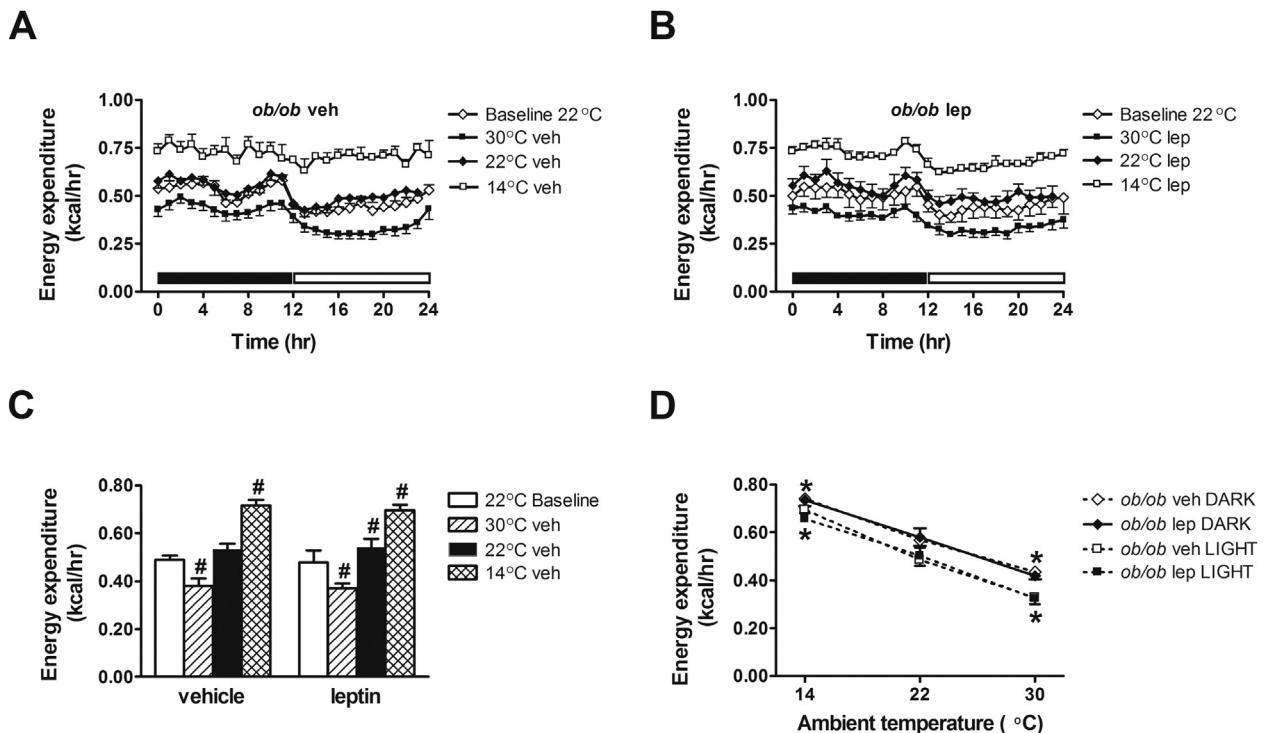 A
Energy expenditure
(kcal/hr)
1.00
0.75
0.50
0.25
0.00
ob/ob veh
0 4 8 12 16 20 24
Time (hr)
Baseline 22 °C
30°C veh
22°C veh
14°C veh
B
Energy expenditure
(kcal/hr)
1.00
0.75
0.50
0.25
0.00
ob/ob lep
0 4 8 12 16 20 24
Time (hr)
Baseline 22 °C
30°C lep
22°C lep
14°C lep
C
Energy expenditure
(kcal/hr)
0.80
0.60
0.40
0.20
0.00
# # # # #
vehicle leptin
22°C Baseline
30°C veh
22°C veh
14°C veh
D
Energy expenditure
(kcal/hr)
0.80
0.60
0.40
0.20
0.00
* * * * *
14 22 30
Ambient temperature ( °C)
ob/ob veh DARK
ob/ob lep DARK
ob/ob veh LIGHT
ob/ob lep LIGHT